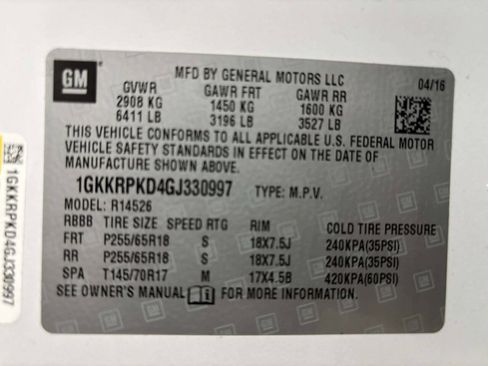 GM
MFD BY GENERAL MOTORS LLC
04/16
GVWR GAWR FRT GAWR RR
2908 KG 1450 KG 1600 KG
6411 LB 3196 LB 3527 LB
THIS VEHICLE CONFORMS TO ALL APPLICABLE U.S. FEDERAL MOTOR
VEHICLE SAFETY STANDARDS IN EFFECT ON THE DATE OF
MANUFACTURE SHOWN ABOVE.
1GKKRPKD4GJ330997 TYPE: M.P.V.
MODEL: R14526
RBBB TIRE SIZE SPEED RTG RIM COLD TIRE PRESSURE
FRT P255/65R18 S 18X7.5J 240KPA(35PSI)
RR P255/65R18 S 18X7.5J 240KPA(35PSI)
SPA T145/70R17 M 17X4.5B 420KPA(60PSI)
SEE OWNER'S MANUAL FOR MORE INFORMATION.
1GKKRPKD4GJ330997